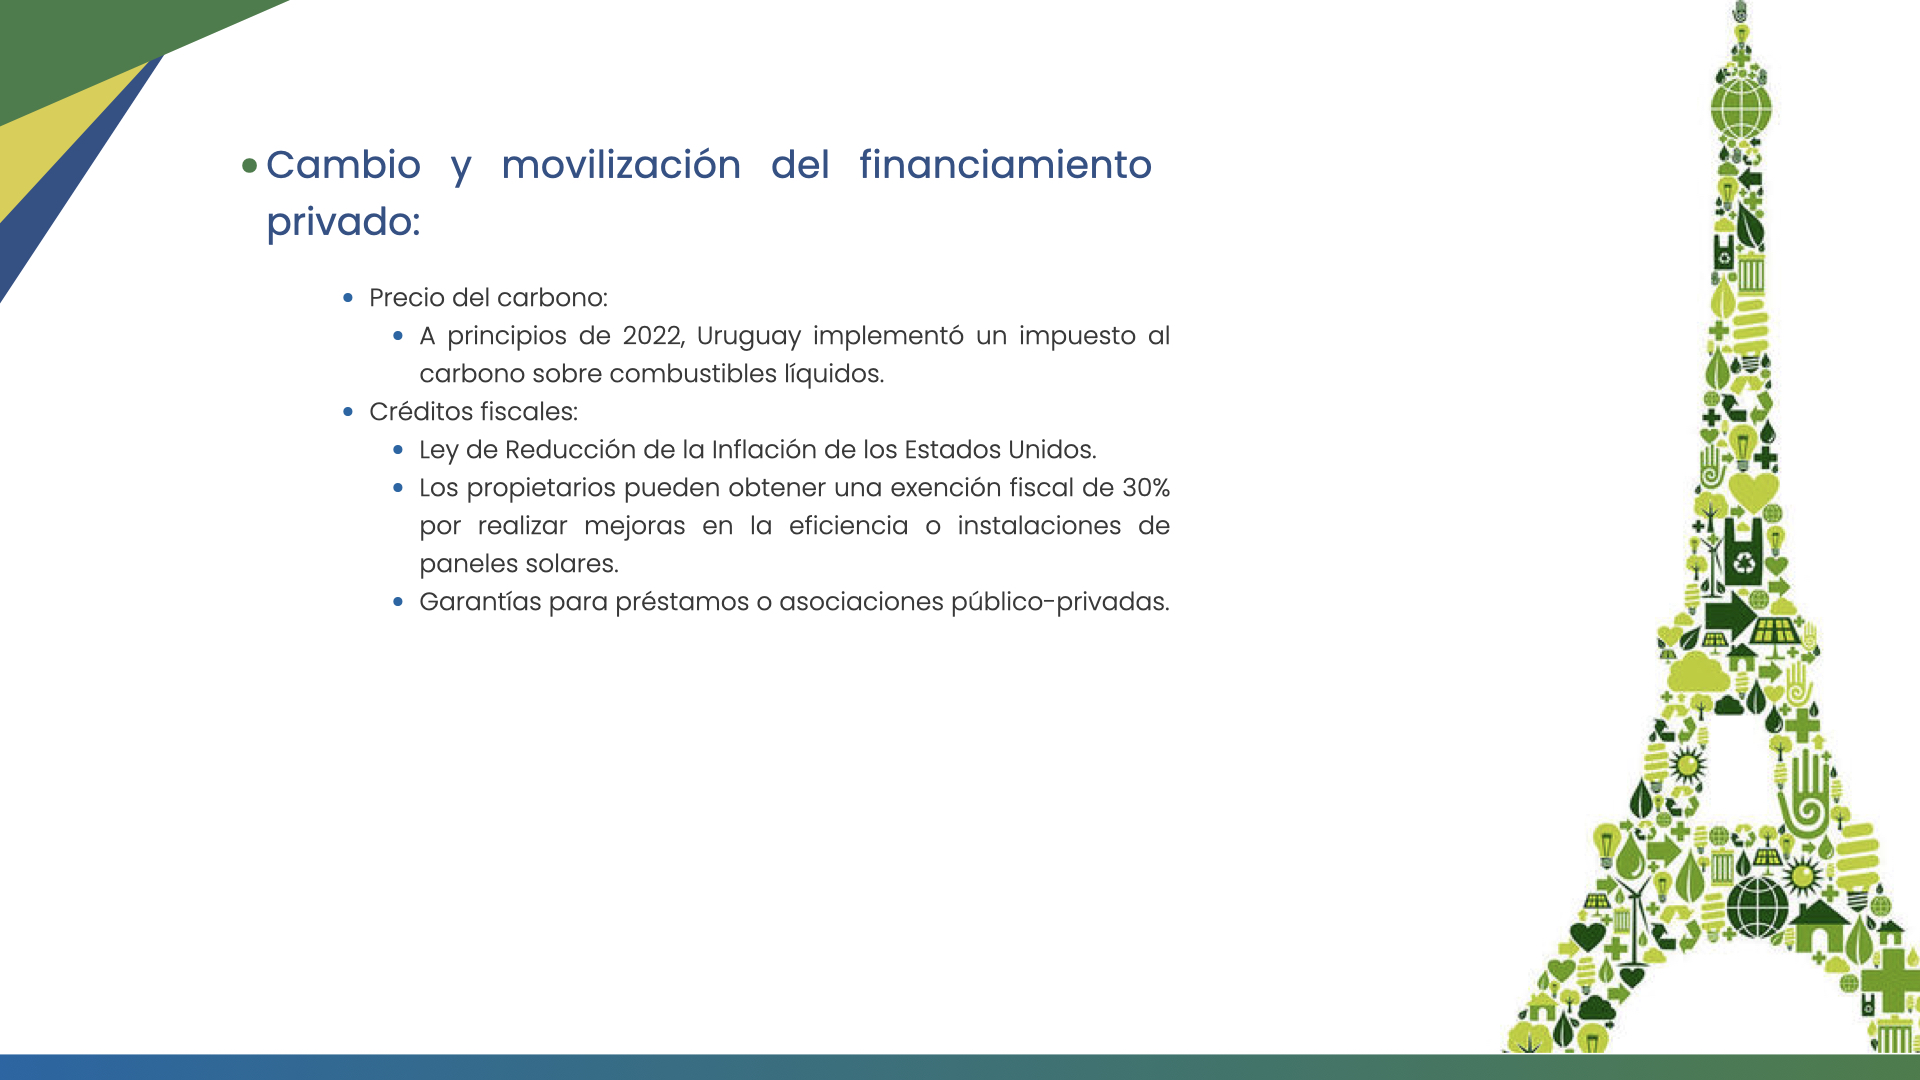 • Cambio y movilización del financiamiento
privado:
• Precio del carbono:
• A principios de 2022, Uruguay implementó un impuesto al
carbono sobre combustibles líquidos.
• Créditos fiscales:
• Ley de Reducción de la Inflación de los Estados Unidos.
• Los propietarios pueden obtener una exención fiscal de 30%
por realizar mejoras en la eficiencia o instalaciones de
paneles solares.
• Garantías para préstamos o asociaciones público-privadas.